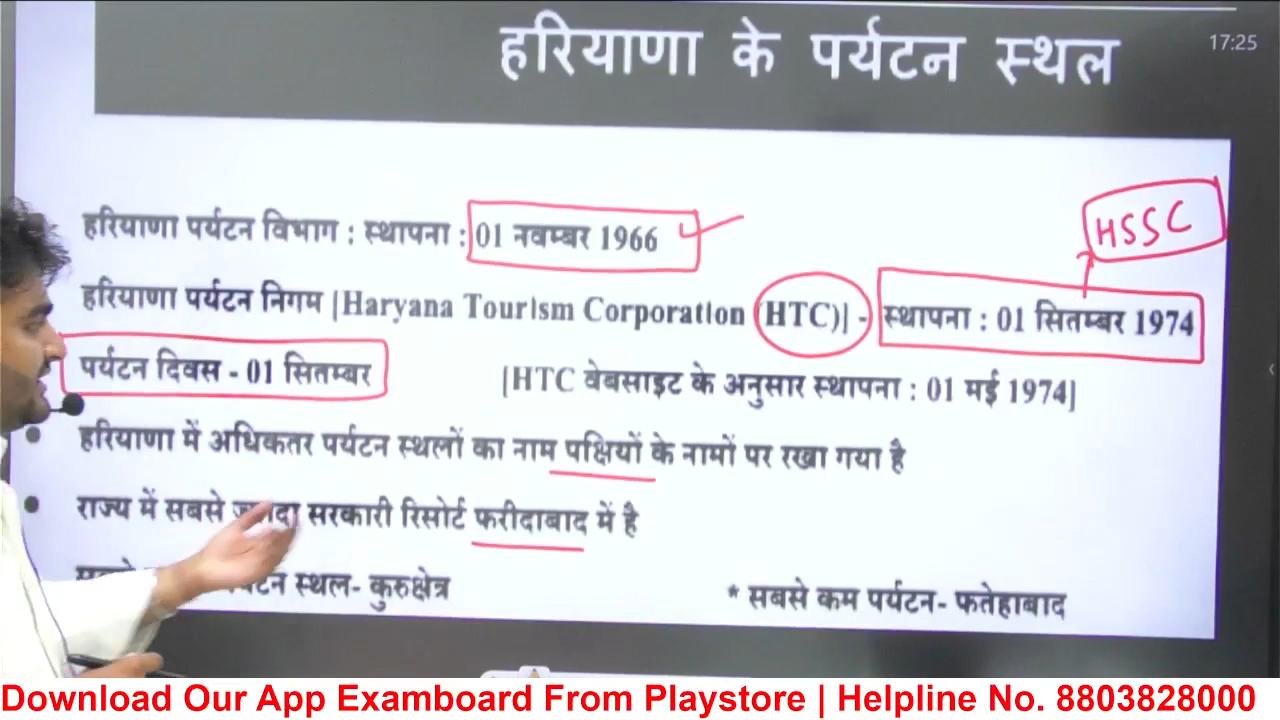 हरियाणा के पर्यटन स्थल
17:25
हरियाणा पर्यटन विभाग : स्थापना : 01 नवम्बर 1966
HSSC
हरियाणा पर्यटन निगम [Haryana Tourism Corporation (HTC)] - स्थापना : 01 सितम्बर 1974
पर्यटन दिवस - 01 सितम्बर [HTC वेबसाइट के अनुसार स्थापना : 01 मई 1974]
• हरियाणा में अधिकतर पर्यटन स्थलों का नाम पक्षियों के नामों पर रखा गया है
• राज्य में सबसे सरकारी रिसोर्ट फरीदाबाद में है
स्थल- कुरुक्षेत्र * सबसे कम पर्यटन- फतेहाबाद
Download Our App Examboard From Playstore | Helpline No. 8803828000